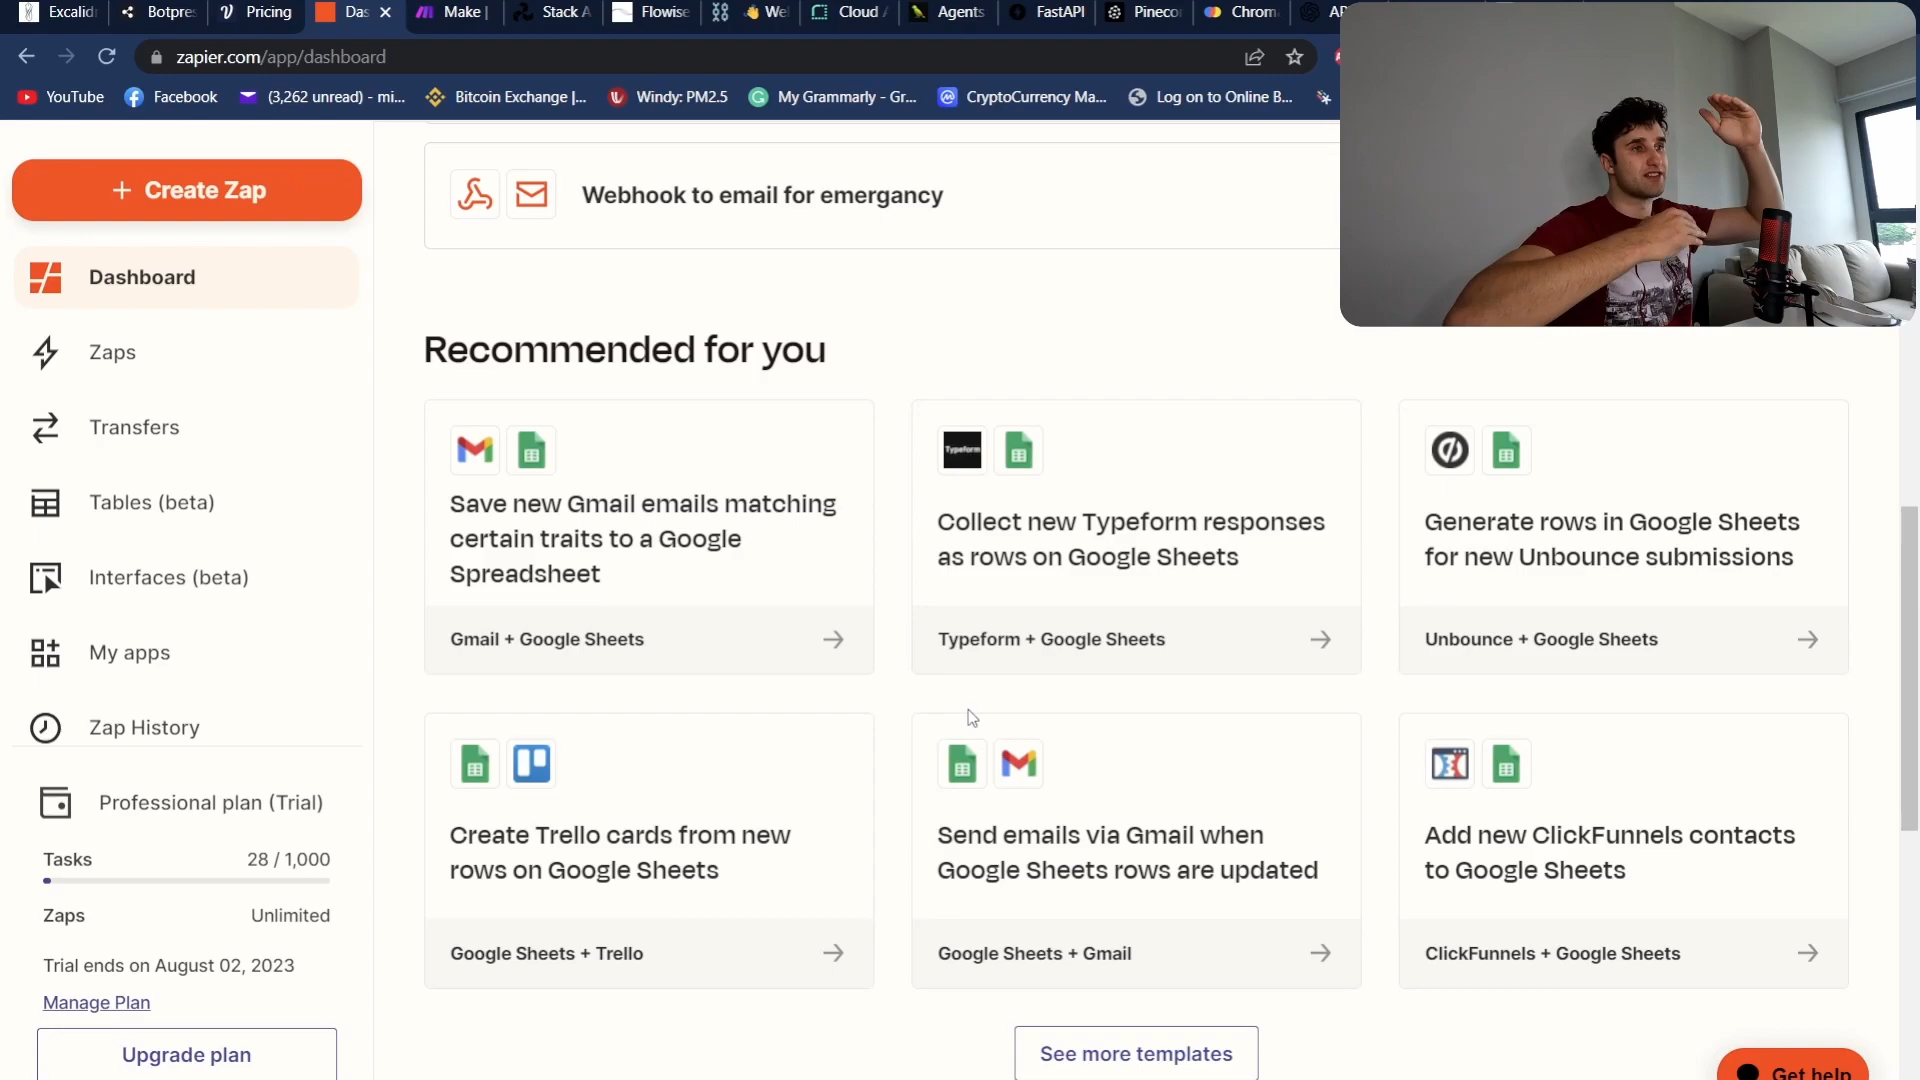 Excalidr
Botpres
Pricing
Das
Make |
Stack A
Flowise
We
Cloud
Agents
FastAPI
Pineco
Chrom
AP
zapier.com/app/dashboard
YouTube
Facebook
(3,262 unread) - mi...
Bitcoin Exchange |...
Windy: PM2.5
My Grammarly - Gr...
CryptoCurrency Ma...
Log on to Online B...
+ Create Zap
Dashboard
Zaps
Transfers
Tables (beta)
Interfaces (beta)
My apps
Zap History
Professional plan (Trial)
Tasks
28 / 1,000
Zaps
Unlimited
Trial ends on August 02, 2023
Manage Plan
Upgrade plan
Webhook to email for emergancy
Recommended for you
Save new Gmail emails matching
certain traits to a Google
Spreadsheet
Gmail + Google Sheets
Typeform
Collect new Typeform responses
as rows on Google Sheets
Typeform + Google Sheets
Generate rows in Google Sheets
for new Unbounce submissions
Unbounce + Google Sheets
Create Trello cards from new
rows on Google Sheets
Google Sheets + Trello
Send emails via Gmail when
Google Sheets rows are updated
Google Sheets + Gmail
Add new ClickFunnels contacts
to Google Sheets
ClickFunnels + Google Sheets
See more templates
Get help